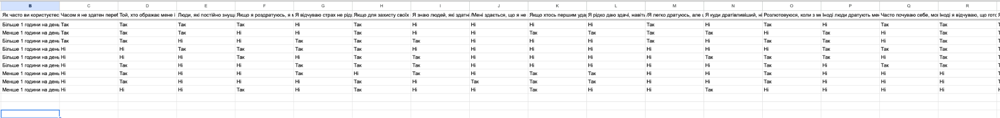 B C D E F G H I J K L M N O P Q R
Як часто ви користуєтес Часом я не здатен переб Той, хто ображає мене і Люди, які постійно знуща Якщо я роздратуюсь, я м Я відчуваю страх не рідш Якщо для захисту своїх Я знаю людей, які здатні /Мені здається, що я не Якщо хтось першим удар Я рідко даю здачі, навіть /Я легко дратуюсь, але ш Я куди дратівливіший, ні Розлютовуюся, коли з ме Іноді люди дратують мен Часто почуваю себе, мов Іноді я відчуваю, що гото
Більше 1 години на день Так Так Так Так Ні Так Ні Ні Ні Ні Так Ні Так Так Ні Так
Менше 1 години на день Так Так Так Ні Ні Так Ні Ні Так Так Так Так Ні Так Ні Так
Більше 1 години на день Так Так Ні Ні Так Так Так Ні Ні Ні Так Ні Так Так Ні Так
Більше 1 години на день Ні Ні Так Так Так Так Ні Ні Ні Ні Ні Ні Ні Так Так Так
Більше 1 години на день Ні Ні Ні Так Ні Так Так Ні Ні Ні Ні Так Так Так Ні Так
Більше 1 години на день Ні Так Ні Ні Так Так Так Ні Ні Ні Ні Ні Так Ні Так Так
Менше 1 години на день Ні Так Ні Ні Так Ні Так Ні Так Так Ні Ні Так Ні Ні Ні
Менше 1 години на день Ні Так Ні Ні Ні Так Ні Так Так Так Ні Ні Так Ні Ні Ні
Менше 1 години на день Ні Ні Ні Так Ні Так Ні Ні Так Ні Ні Так Ні Ні Ні Ні